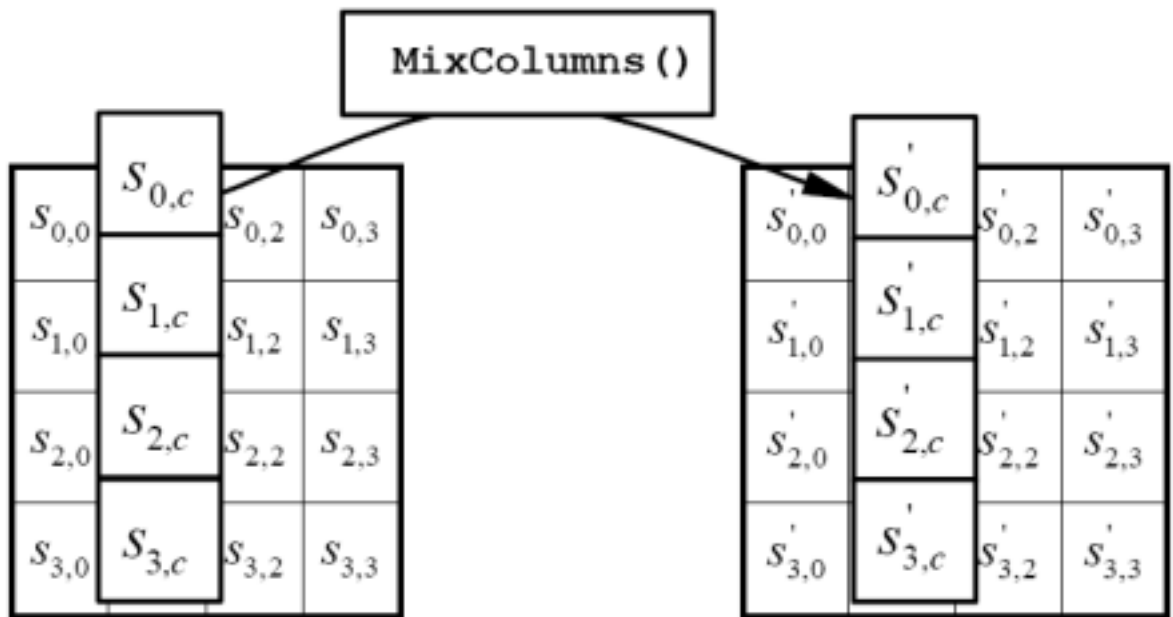 MixColumns()
S0,0 S0,c S0,2 S0,3
S1,0 S1,c S1,2 S1,3
S2,0 S2,c S2,2 S2,3
S3,0 S3,c S3,2 S3,3
S'0,0 S'0,c S'0,2 S'0,3
S'1,0 S'1,c S'1,2 S'1,3
S'2,0 S'2,c S'2,2 S'2,3
S'3,0 S'3,c S'3,2 S'3,3